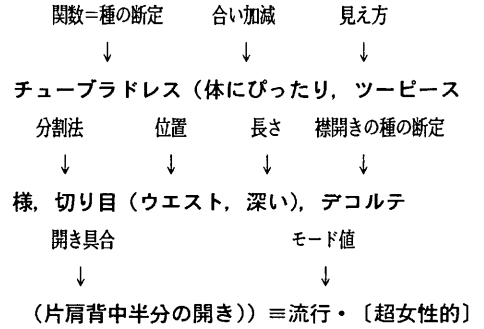 関数＝種の断定　合い加減　見え方
↓　↓　↓
チューブラドレス（体にぴったり，ツーピース
分割法　位置　長さ　襟開きの種の断定
↓　↓　↓　↓
様，切り目（ウエスト，深い），デコルテ
開き具合　モード値
↓　↓
（片肩背中半分の開き））≡流行・〔超女性的〕